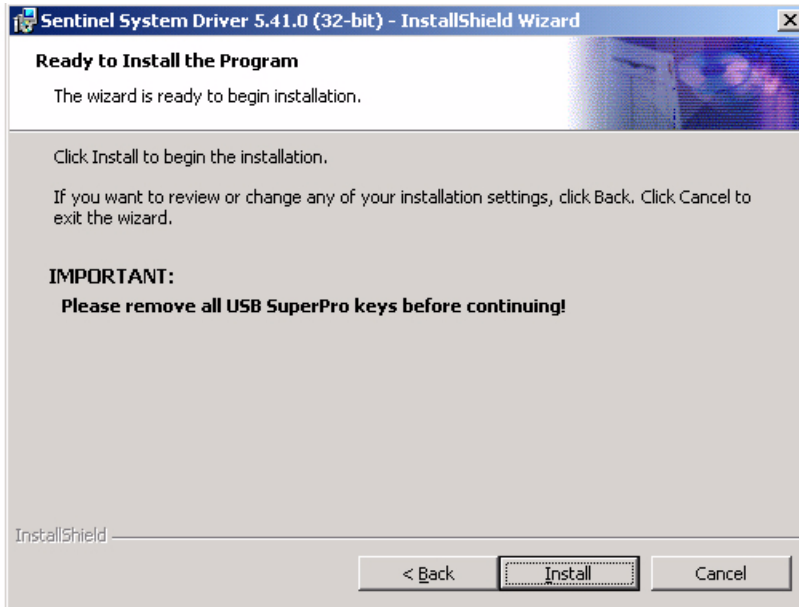 Sentinel System Driver 5.41.0 (32-bit) - InstallShield Wizard
Ready to Install the Program
The wizard is ready to begin installation.
Click Install to begin the installation.
If you want to review or change any of your installation settings, click Back. Click Cancel to
exit the wizard.
IMPORTANT:
Please remove all USB SuperPro keys before continuing!
InstallShield
< Back
Install
Cancel